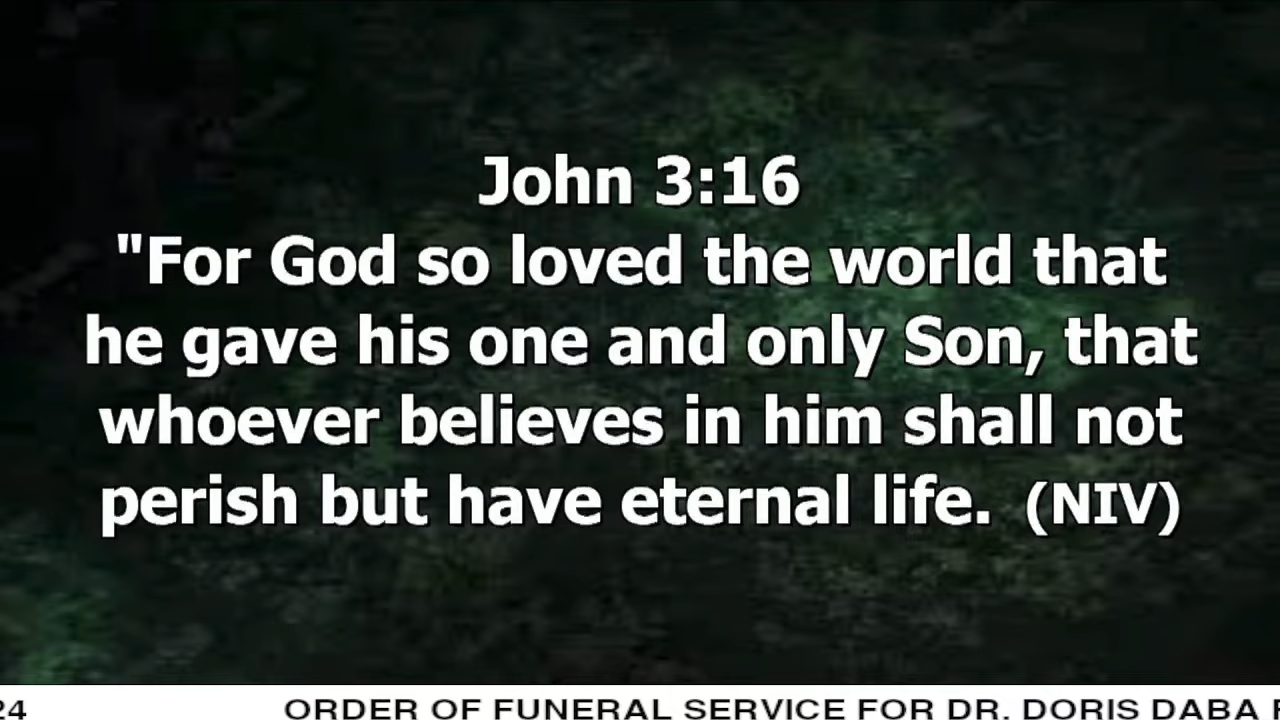 John 3:16
"For God so loved the world that
he gave his one and only Son, that
whoever believes in him shall not
perish but have eternal life. (NIV)
24 ORDER OF FUNERAL SERVICE FOR DR. DORIS DABA